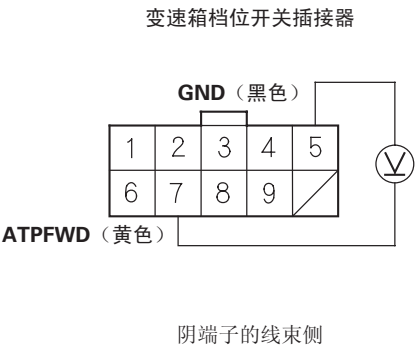 变速箱档位开关插接器
GND（黑色）
1 2 3 4 5
6 7 8 9
V
ATPFWD（黄色）
阴端子的线束侧